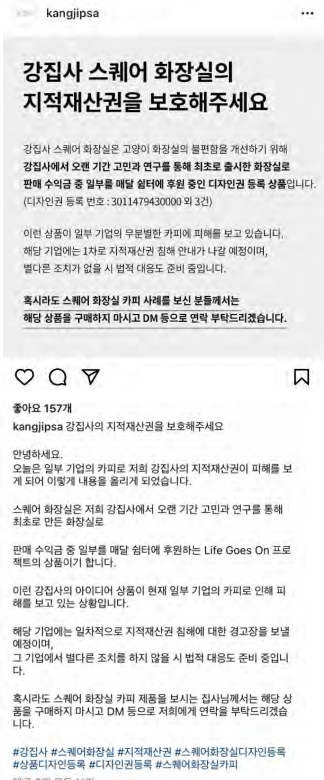 kangjipsa
강집사 스퀘어 화장실의
지적재산권을 보호해주세요
강집사 스퀘어 화장실은 고양이 화장실의 불편함을 개선하기 위해
강집사에서 오랜 기간 고민과 연구를 통해 최초로 출시한 화장실로
판매 수익금 중 일부를 매달 쉼터에 후원 중인 디자인권 등록 상품입니다.
(디자인권 등록 번호 : 3011479430000 외 3건)
이런 상품이 일부 기업의 무분별한 카피에 피해를 보고 있습니다.
해당 기업에는 1차로 지적재산권 침해 안내가 나갈 예정이며,
별다른 조치가 없을 시 법적 대응도 준비 중입니다.
혹시라도 스퀘어 화장실 카피 사례를 보신 분들께서는
해당 상품을 구매하지 마시고 DM 등으로 연락 부탁드리겠습니다.
좋아요 157개
kangjipsa 강집사의 지적재산권을 보호해주세요
안녕하세요.
오늘은 일부 기업의 카피로 저희 강집사의 지적재산권이 피해를 보
게 되어 이렇게 내용을 올리게 되었습니다.
스퀘어 화장실은 저희 강집사에서 오랜 기간 고민과 연구를 통해
최초로 만든 화장실로
판매 수익금 중 일부를 매달 쉼터에 후원하는 Life Goes On 프로
젝트의 상품이기 합니다.
이런 강집사의 아이디어 상품이 현재 일부 기업의 카피로 인해 피
해를 보고 있는 상황입니다.
해당 기업에는 일차적으로 지적재산권 침해에 대한 경고장을 보낼
예정이며,
그 기업에서 별다른 조치를 하지 않을 시 법적 대응도 준비 중입니
다.
혹시라도 스퀘어 화장실 카피 제품을 보시는 집사님께서는 해당 상
품을 구매하지 마시고 DM 등으로 저희에게 연락을 부탁드리겠습
니다.
#강집사 #스퀘어화장실 #지적재산권 #스퀘어화장실디자인등록
#상품디자인등록 #디자인권등록 #스퀘어화장실카피